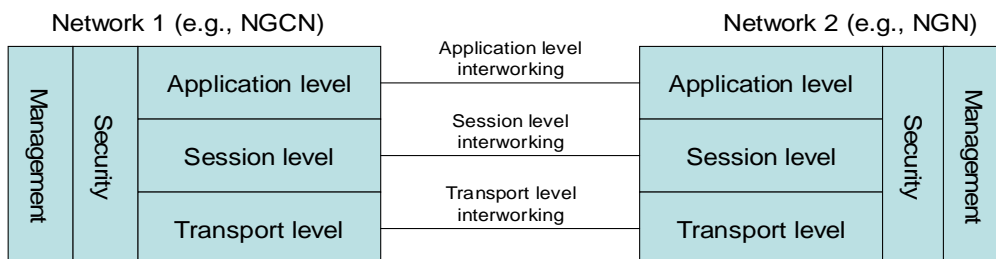 Network 1 (e.g., NGCN)
Network 2 (e.g., NGN)
Management
Security
Application level
Session level
Transport level
Application level
interworking
Session level
interworking
Transport level
interworking
Application level
Session level
Transport level
Security
Management